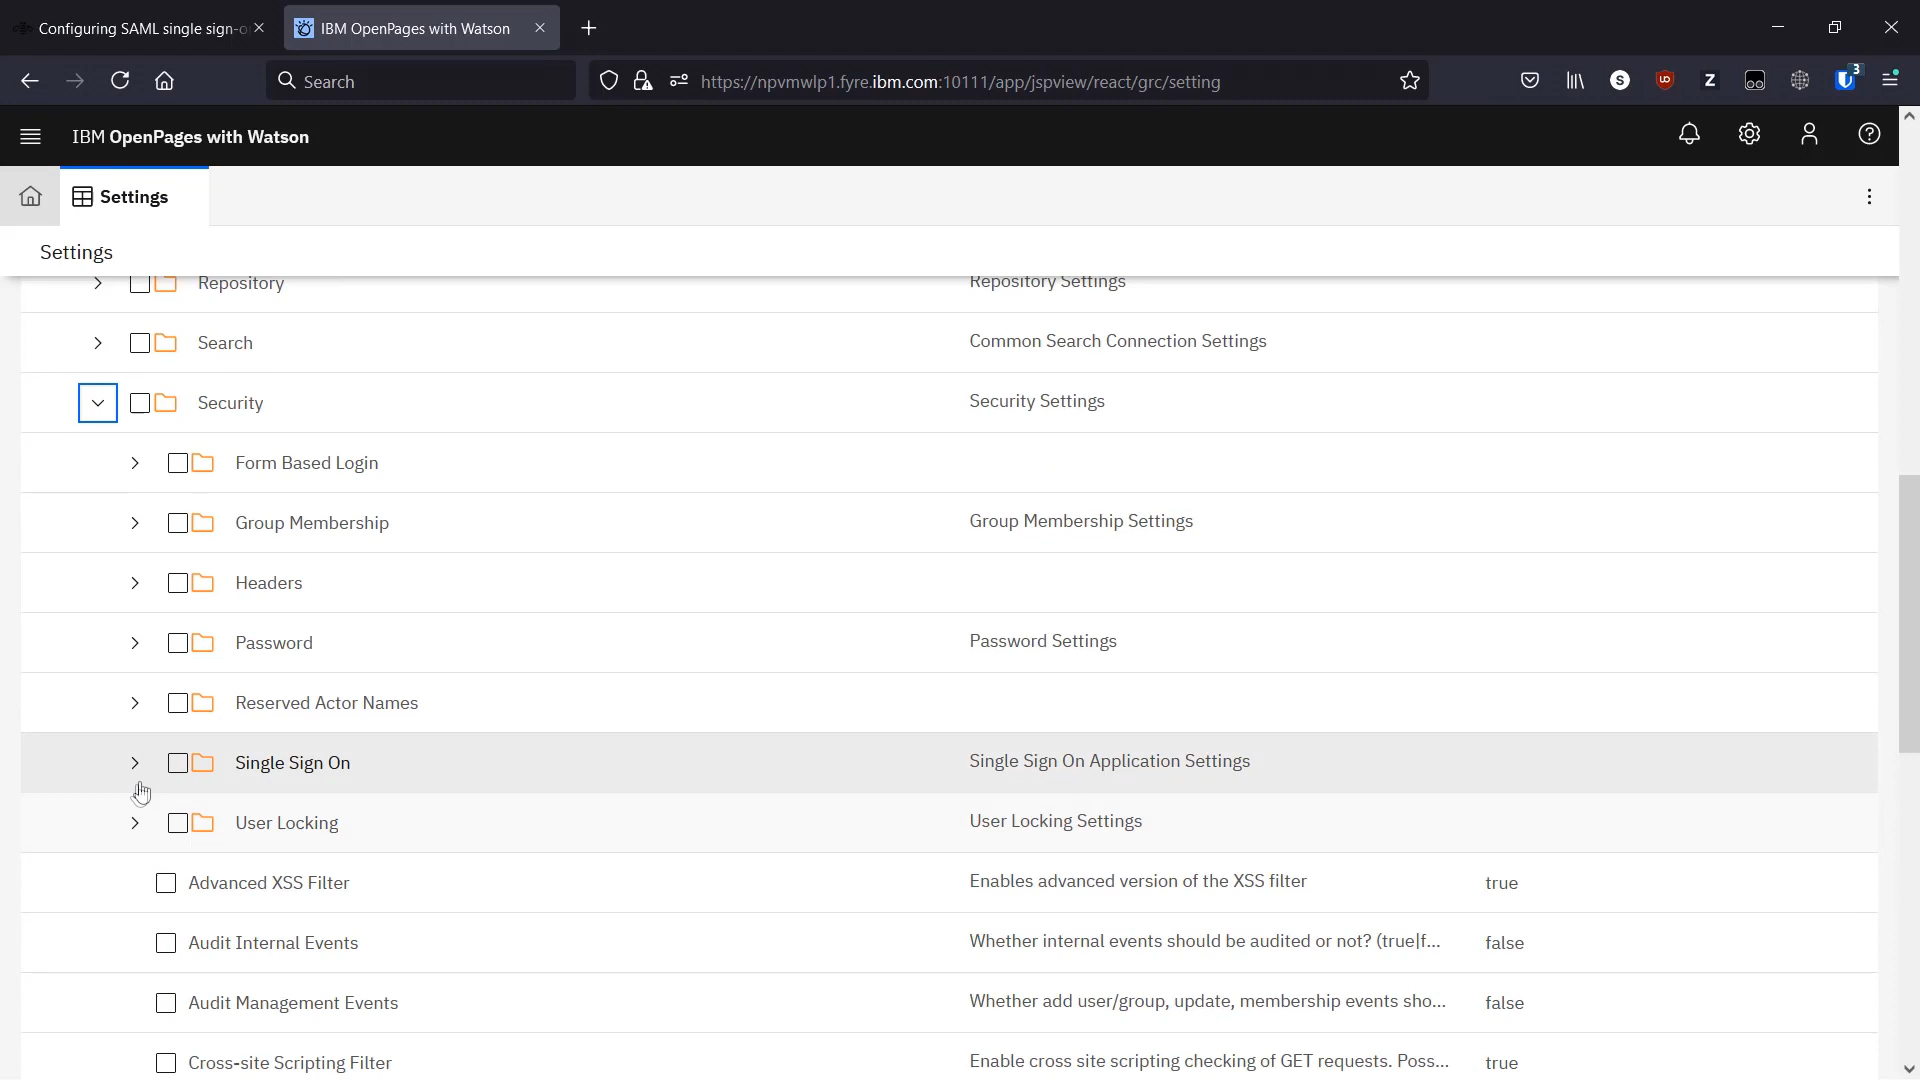 Configuring SAML single sign-o
IBM OpenPages with Watson
Search
https://npvmwlp1.fyre.ibm.com:10111/app/jspview/react/grc/setting
S
Z
3
IBM OpenPages with Watson
Settings
Settings
Repository Repository Settings
Search Common Search Connection Settings
Security Security Settings
Form Based Login
Group Membership Group Membership Settings
Headers
Password Password Settings
Reserved Actor Names
Single Sign On Single Sign On Application Settings
User Locking User Locking Settings
Advanced XSS Filter Enables advanced version of the XSS filter true
Audit Internal Events Whether internal events should be audited or not? (true|f... false
Audit Management Events Whether add user/group, update, membership events sho... false
Cross-site Scripting Filter Enable cross site scripting checking of GET requests. Poss... true